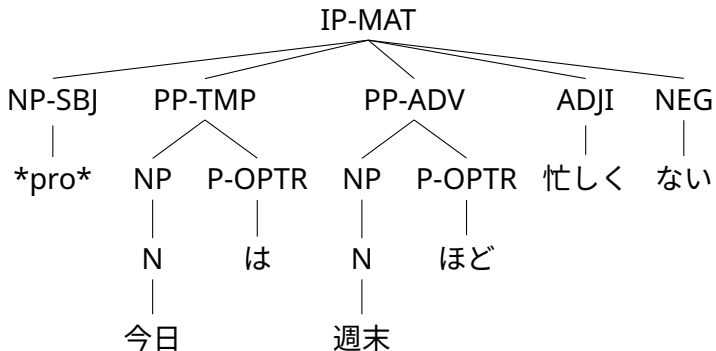 IP-MAT
NP-SBJ PP-TMP PP-ADV ADJI NEG
*pro* NP P-OPTR NP P-OPTR 忙しく ない
N は N ほど
今日 週末